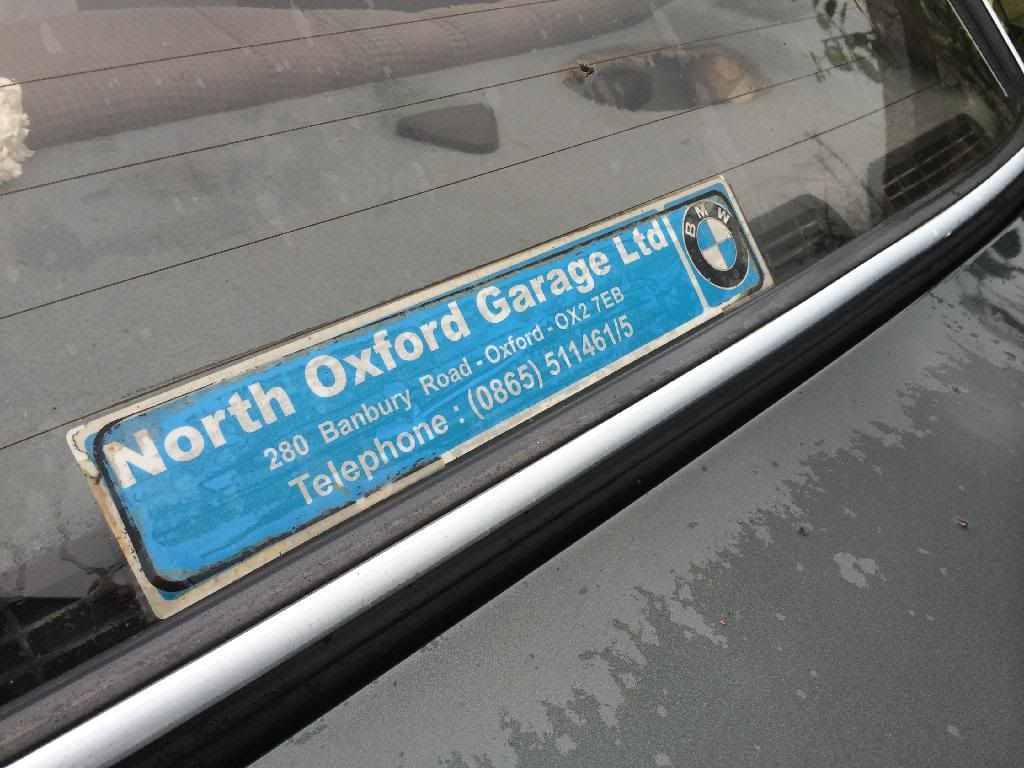 North Oxford Garage Ltd
280 Banbury Road - Oxford - OX2 7EB
Telephone : (0865) 511461/5
BMW